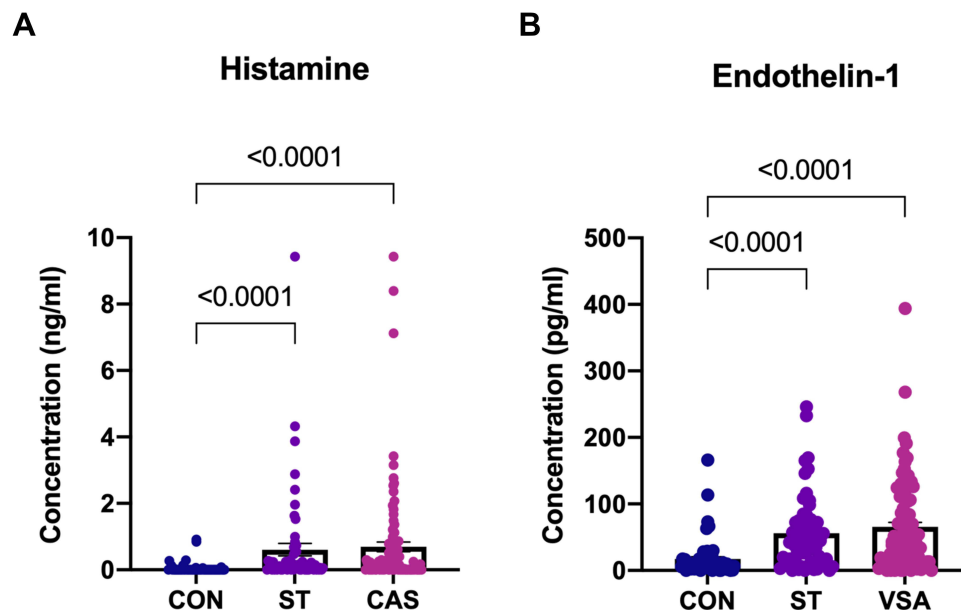 A
Histamine
<0.0001
<0.0001
Concentration (ng/ml)
10
8
6
4
2
0
CON ST CAS
B
Endothelin-1
<0.0001
<0.0001
Concentration (pg/ml)
500
400
300
200
100
0
CON ST VSA